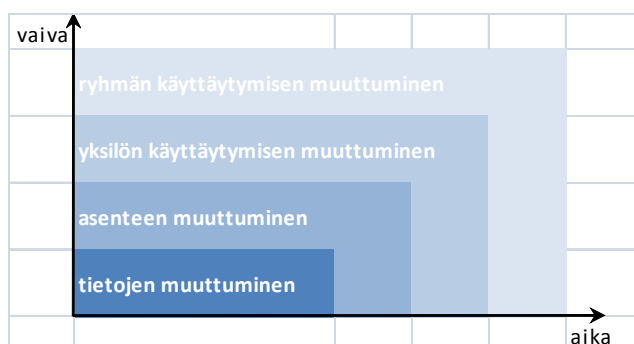 vaiva
ryhmän käyttäytymisen muuttuminen
yksilön käyttäytymisen muuttuminen
asenteen muuttuminen
tietojen muuttuminen
aika